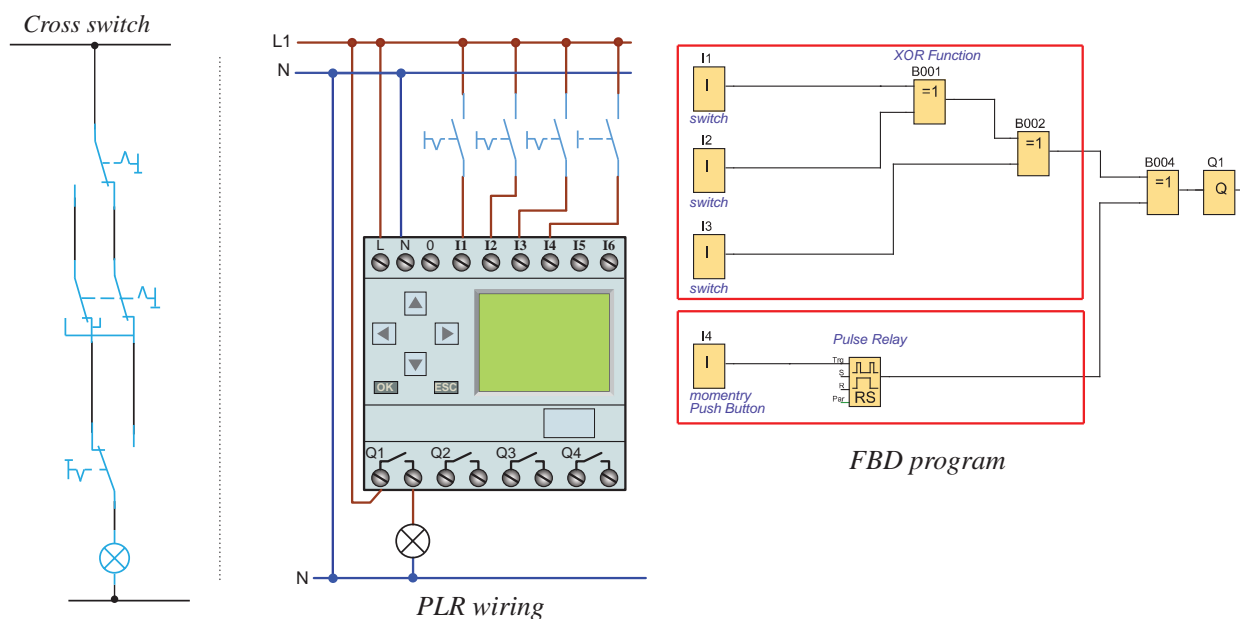 Cross switch
L1
N
L N 0 I1 I2 I3 I4 I5 I6
OK ESC
Q1 Q2 Q3 Q4
N
PLR wiring
XOR Function
I1
I
switch
B001
=1
I2
I
switch
B002
=1
I3
I
switch
B004
=1
Q1
Q
I4
I
momentry
Push Button
Pulse Relay
Trg
S
R
Par
RS
FBD program